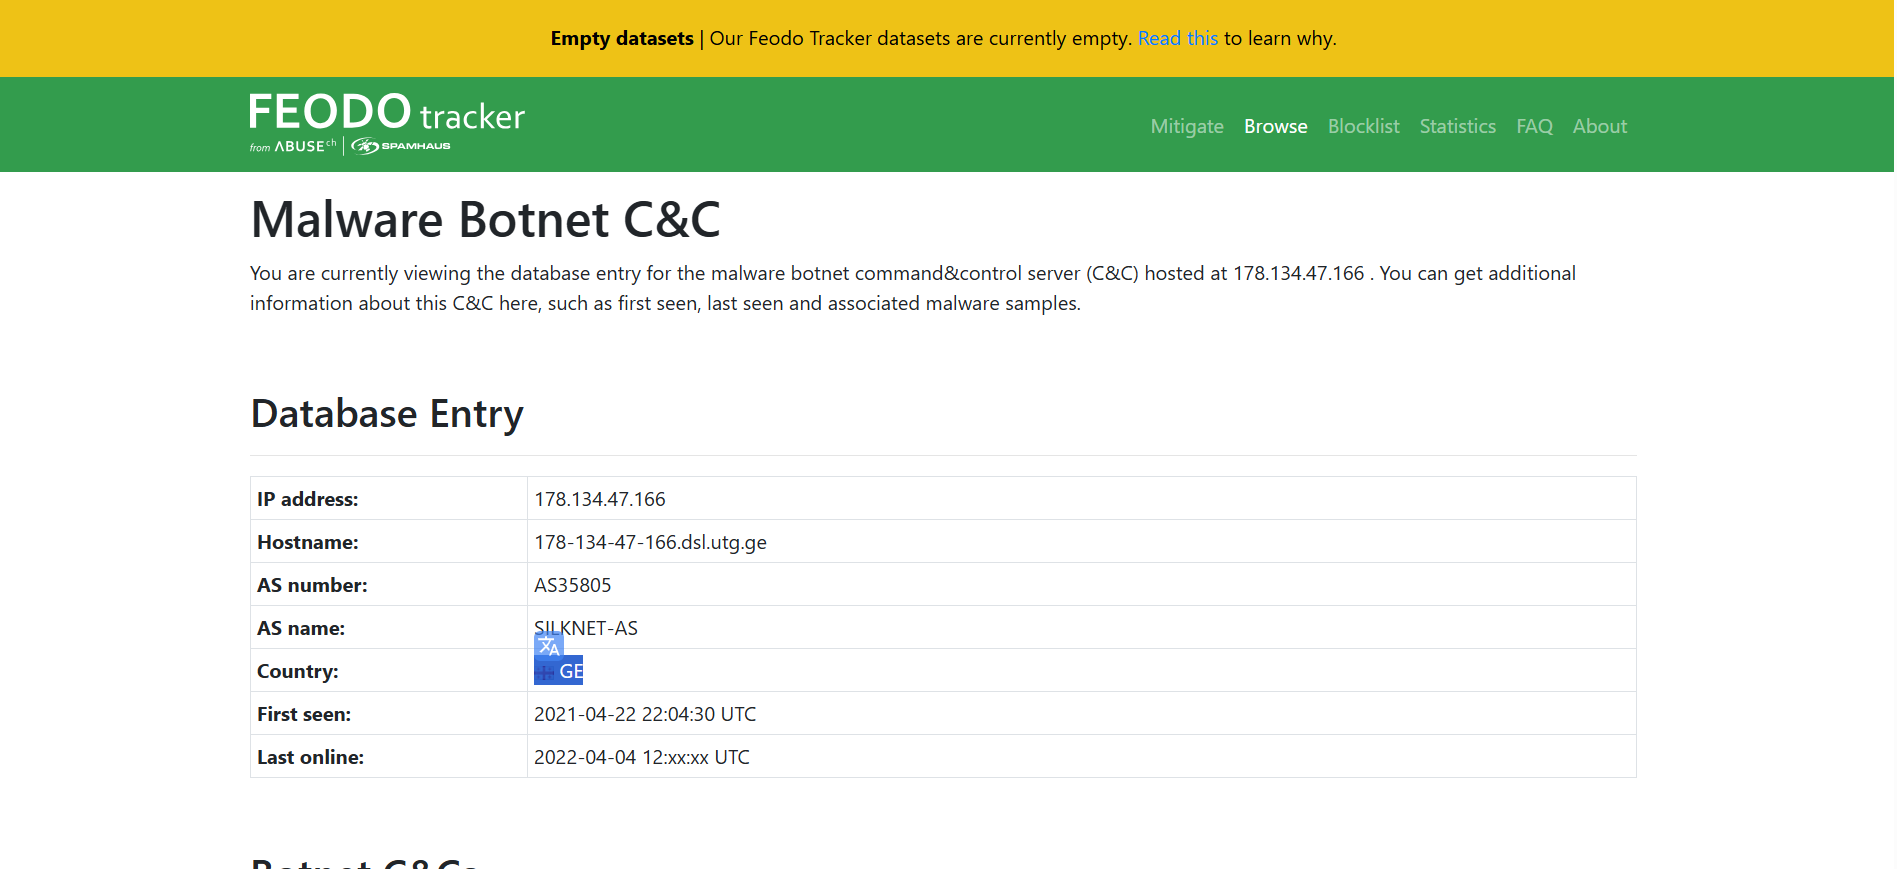 Empty datasets | Our Feodo Tracker datasets are currently empty. Read this to learn why.
FEODO tracker
from ABUSE ch | SPAMHAUS
Mitigate Browse Blocklist Statistics FAQ About
Malware Botnet C&C
You are currently viewing the database entry for the malware botnet command&control server (C&C) hosted at 178.134.47.166 . You can get additional
information about this C&C here, such as first seen, last seen and associated malware samples.
Database Entry
IP address: 178.134.47.166
Hostname: 178-134-47-166.dsl.utg.ge
AS number: AS35805
AS name: SILKNET-AS
Country: GE
First seen: 2021-04-22 22:04:30 UTC
Last online: 2022-04-04 12:xx:xx UTC
Botnet C&Cs